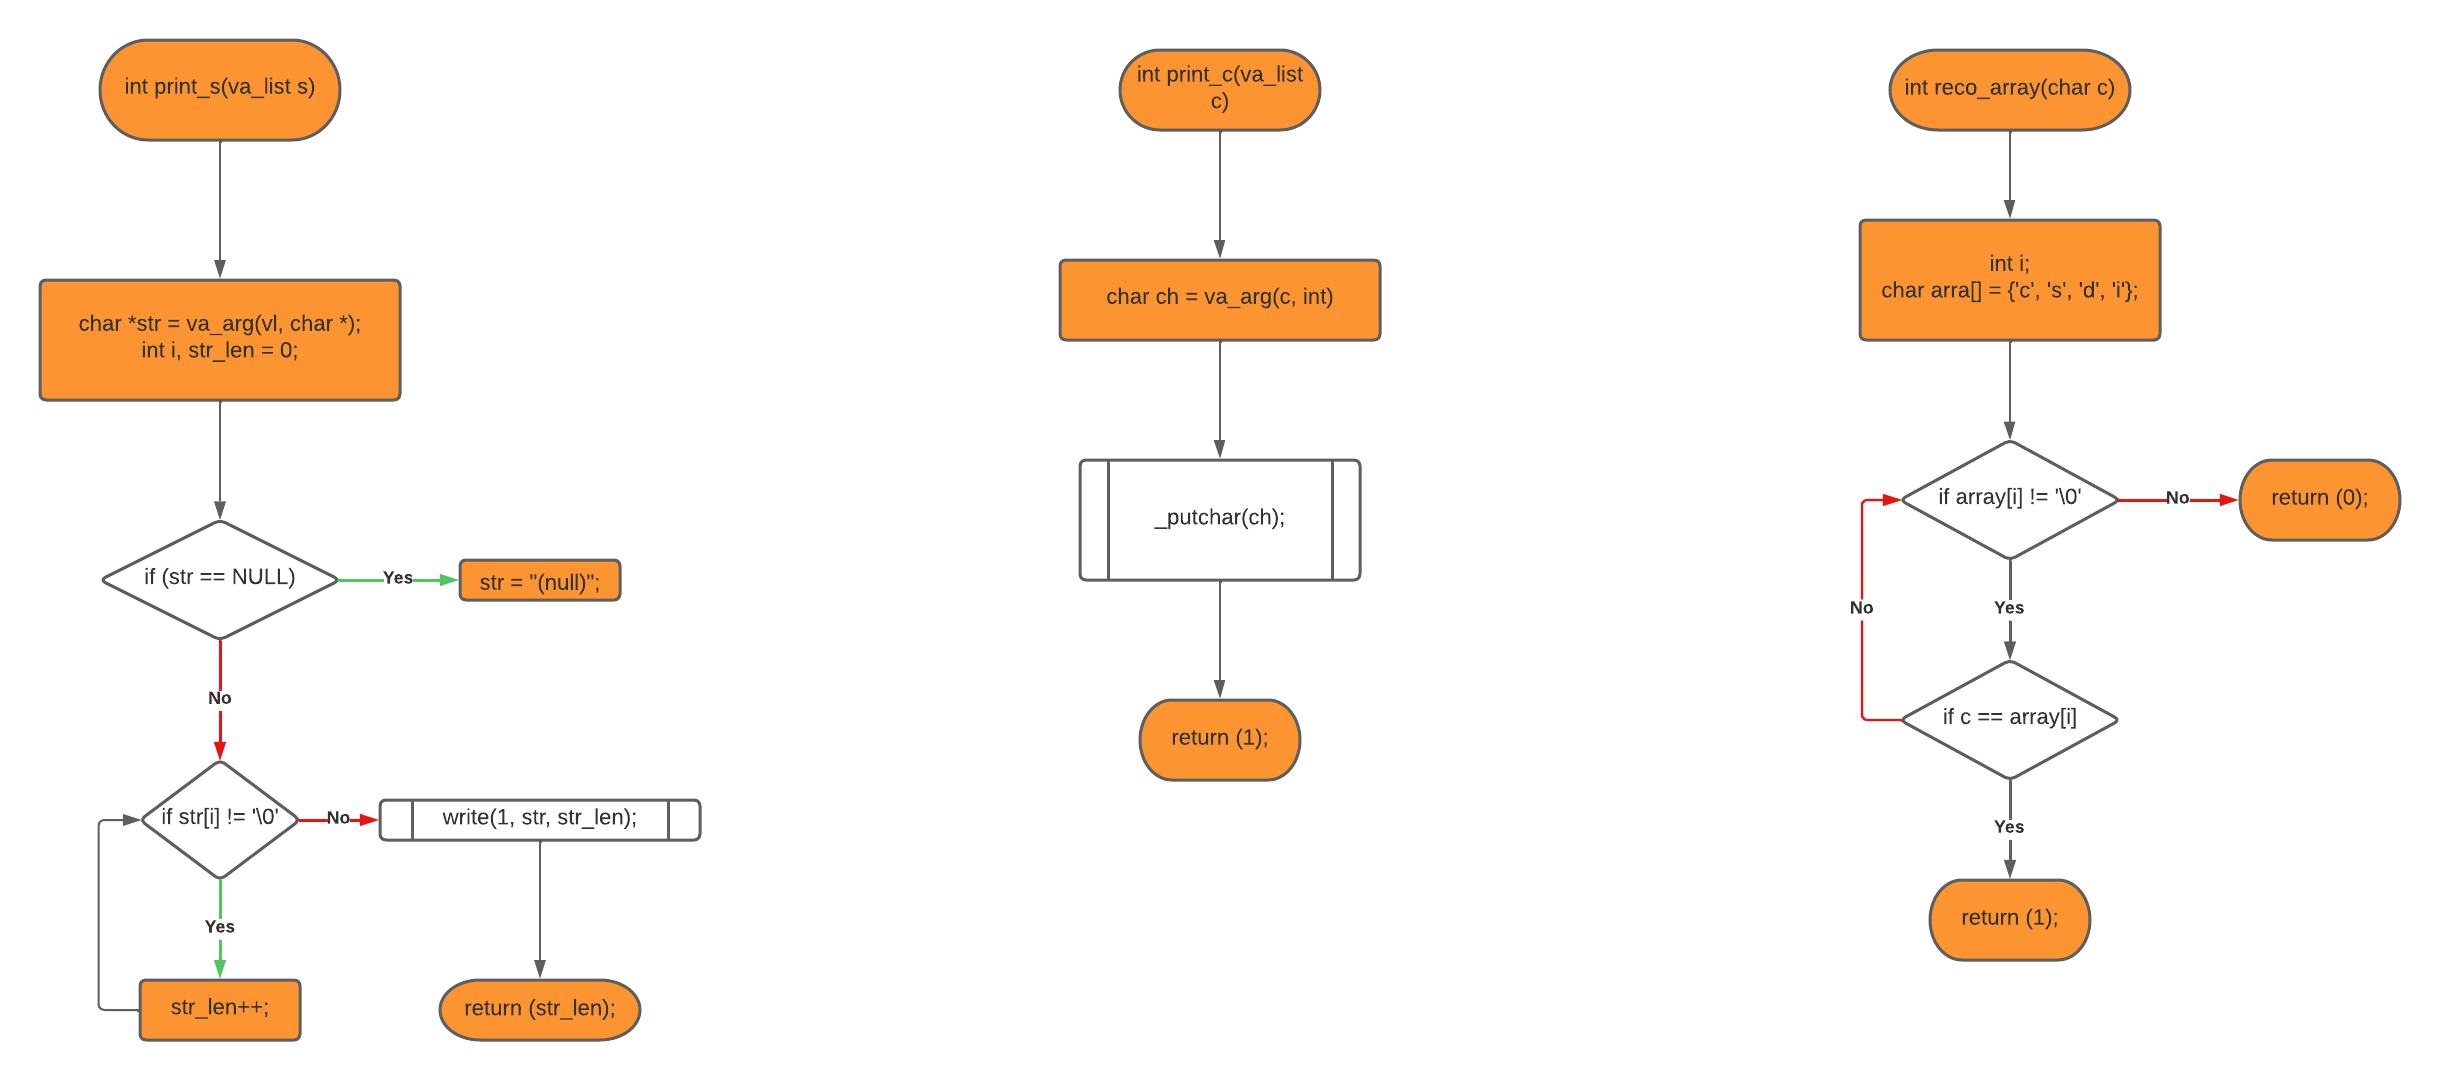 int print_s(va_list s)
char *str = va_arg(vl, char *);
int i, str_len = 0;
if (str == NULL)
Yes
str = "(null)";
No
if str[i] != '\0'
No
write(1, str, str_len);
Yes
str_len++;
return (str_len);
int print_c(va_list
c)
char ch = va_arg(c, int)
_putchar(ch);
return (1);
int reco_array(char c)
int i;
char arra[] = {'c', 's', 'd', 'i'};
if array[i] != '\0'
No
return (0);
Yes
No
if c == array[i]
Yes
return (1);